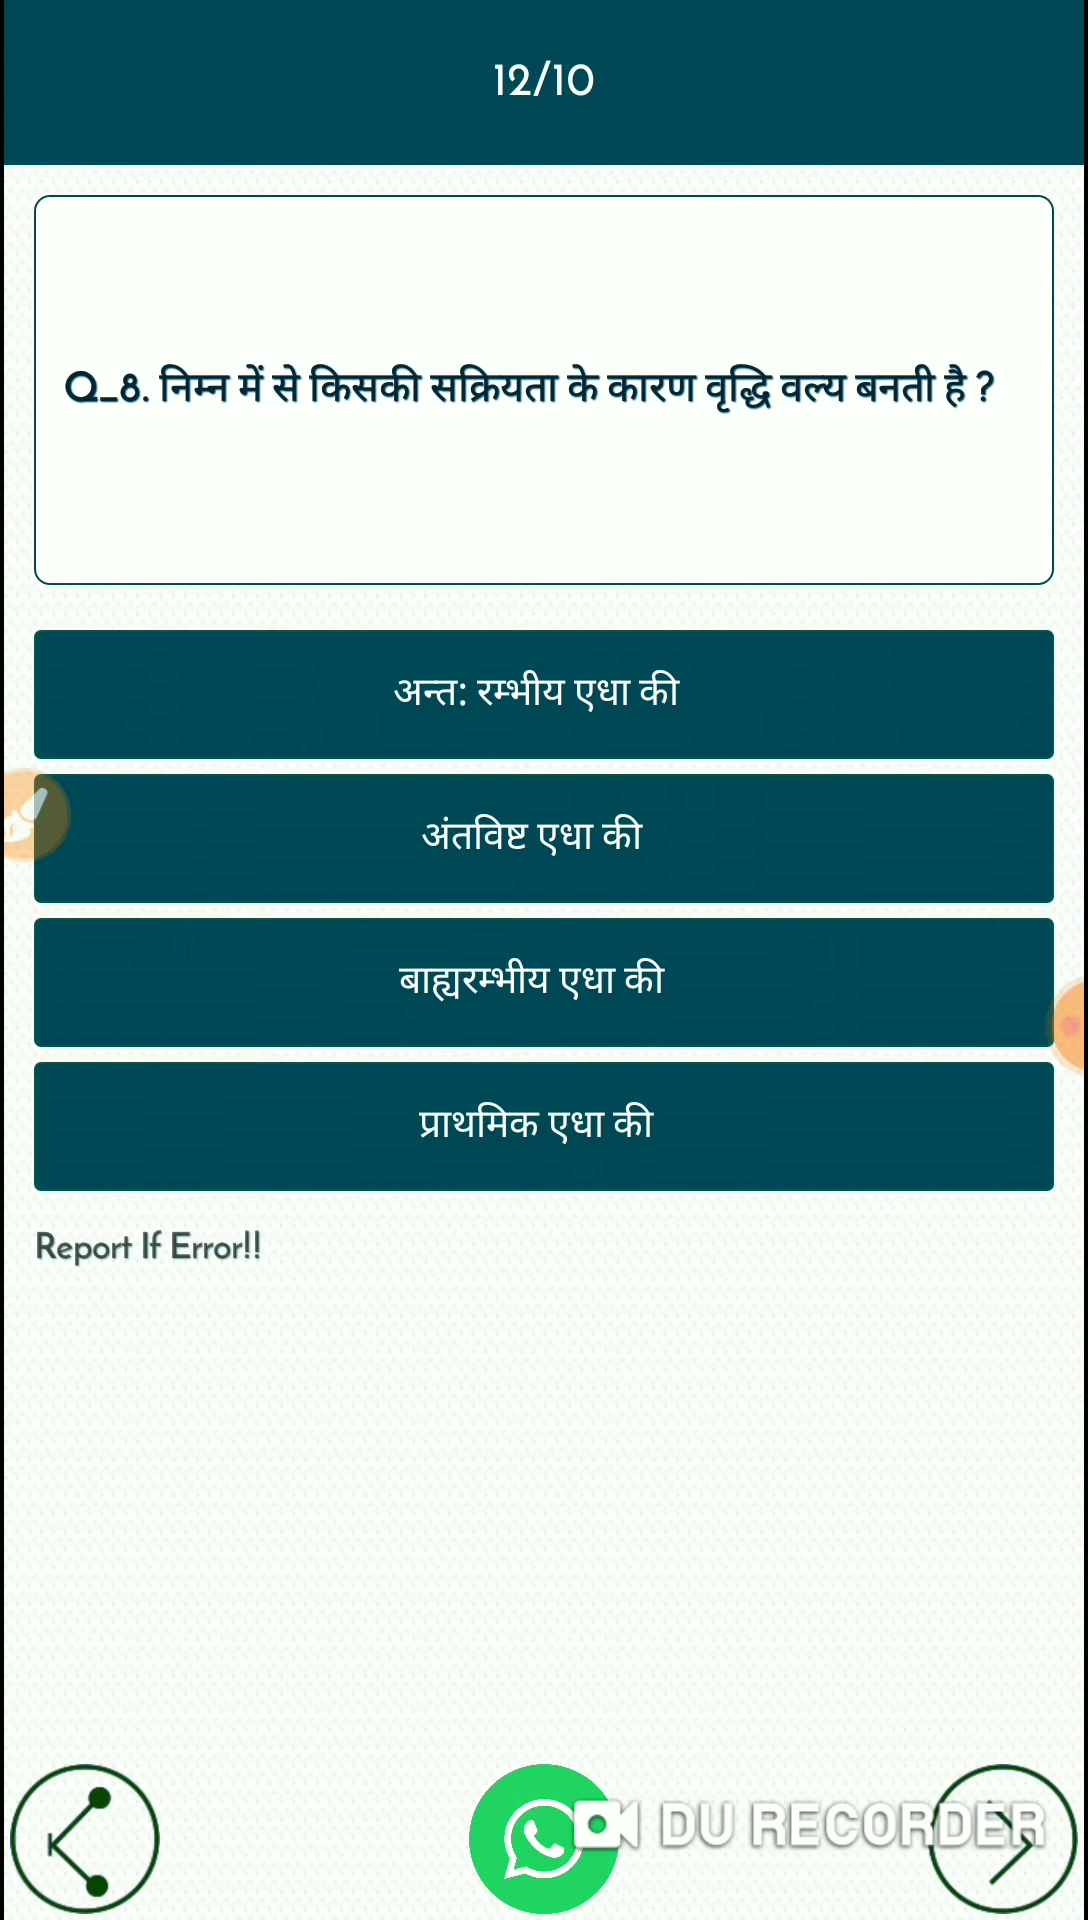 12/10
Q_8. निम्न में से किसकी सक्रियता के कारण वृद्धि वल्य बनती है ?
अन्त: रम्भीय एधा की
अंतविष्ट एधा की
बाह्यरम्भीय एधा की
प्राथमिक एधा की
Report If Error!!
DU RECORDER